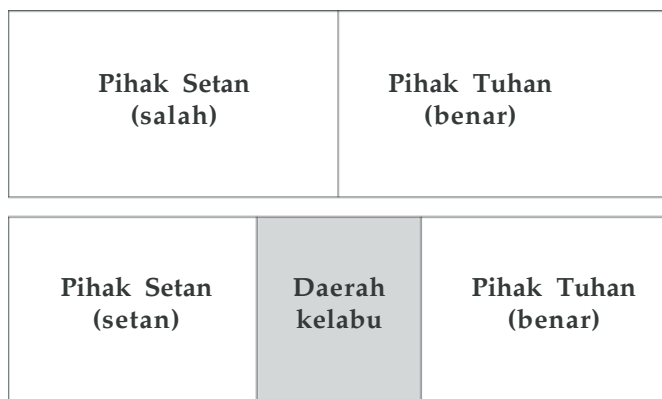 Pihak Setan
(salah)
Pihak Tuhan
(benar)
Pihak Setan
(setan)
Daerah
kelabu
Pihak Tuhan
(benar)